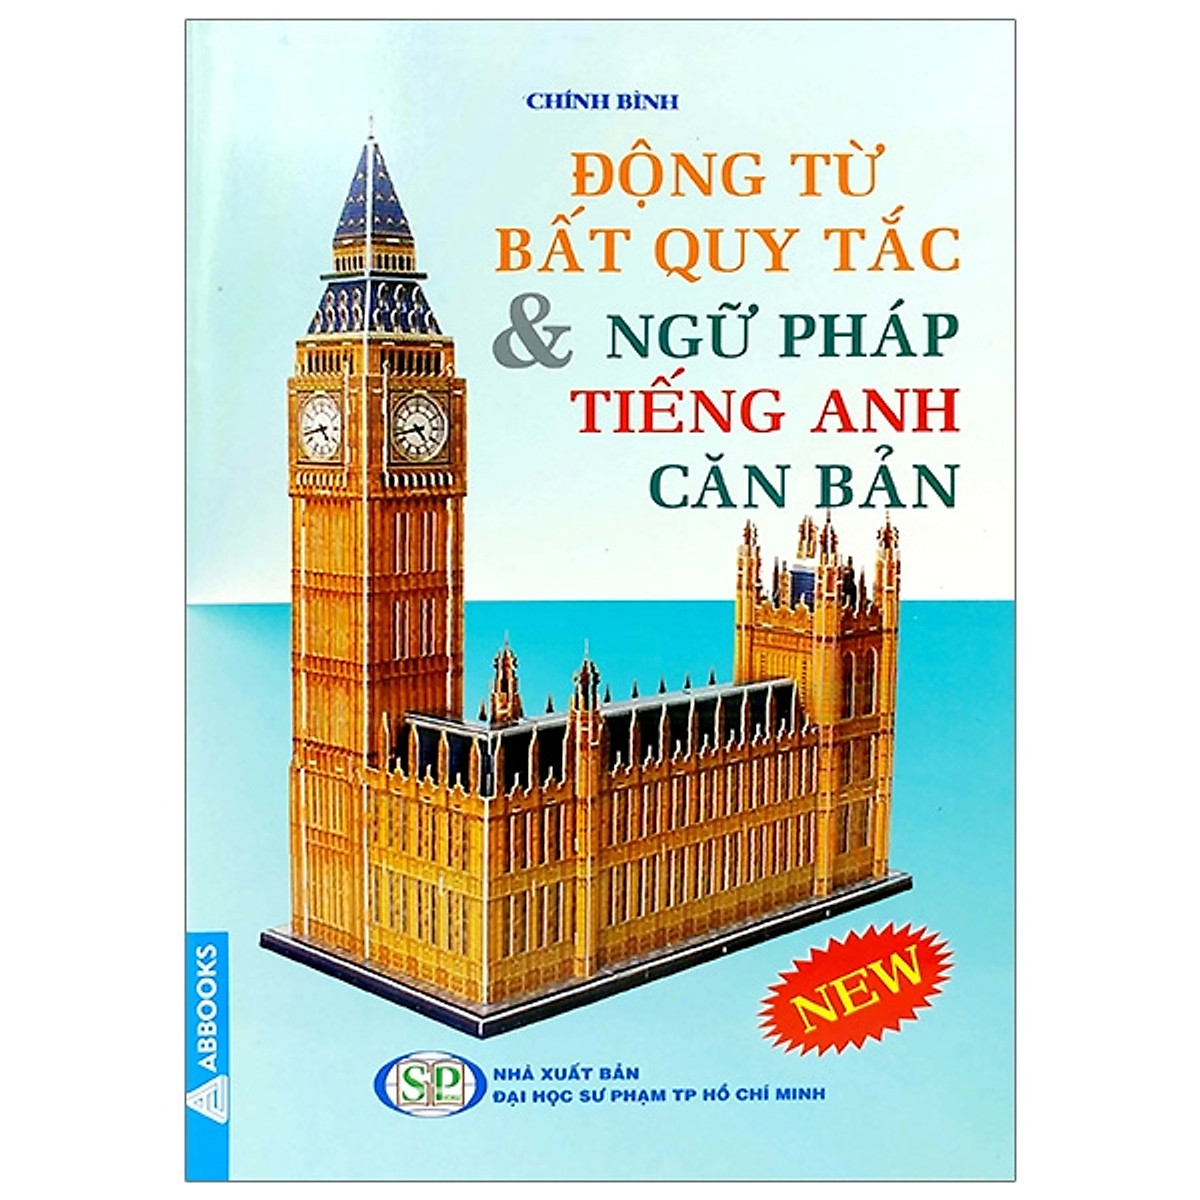 CHÍNH BÌNH
ĐỘNG TỪ
BẤT QUY TẮC
& NGỮ PHÁP
TIẾNG ANH
CĂN BẢN
NEW
ABBOOKS
SP
NHÀ XUẤT BẢN
ĐẠI HỌC SƯ PHẠM TP HỒ CHÍ MINH